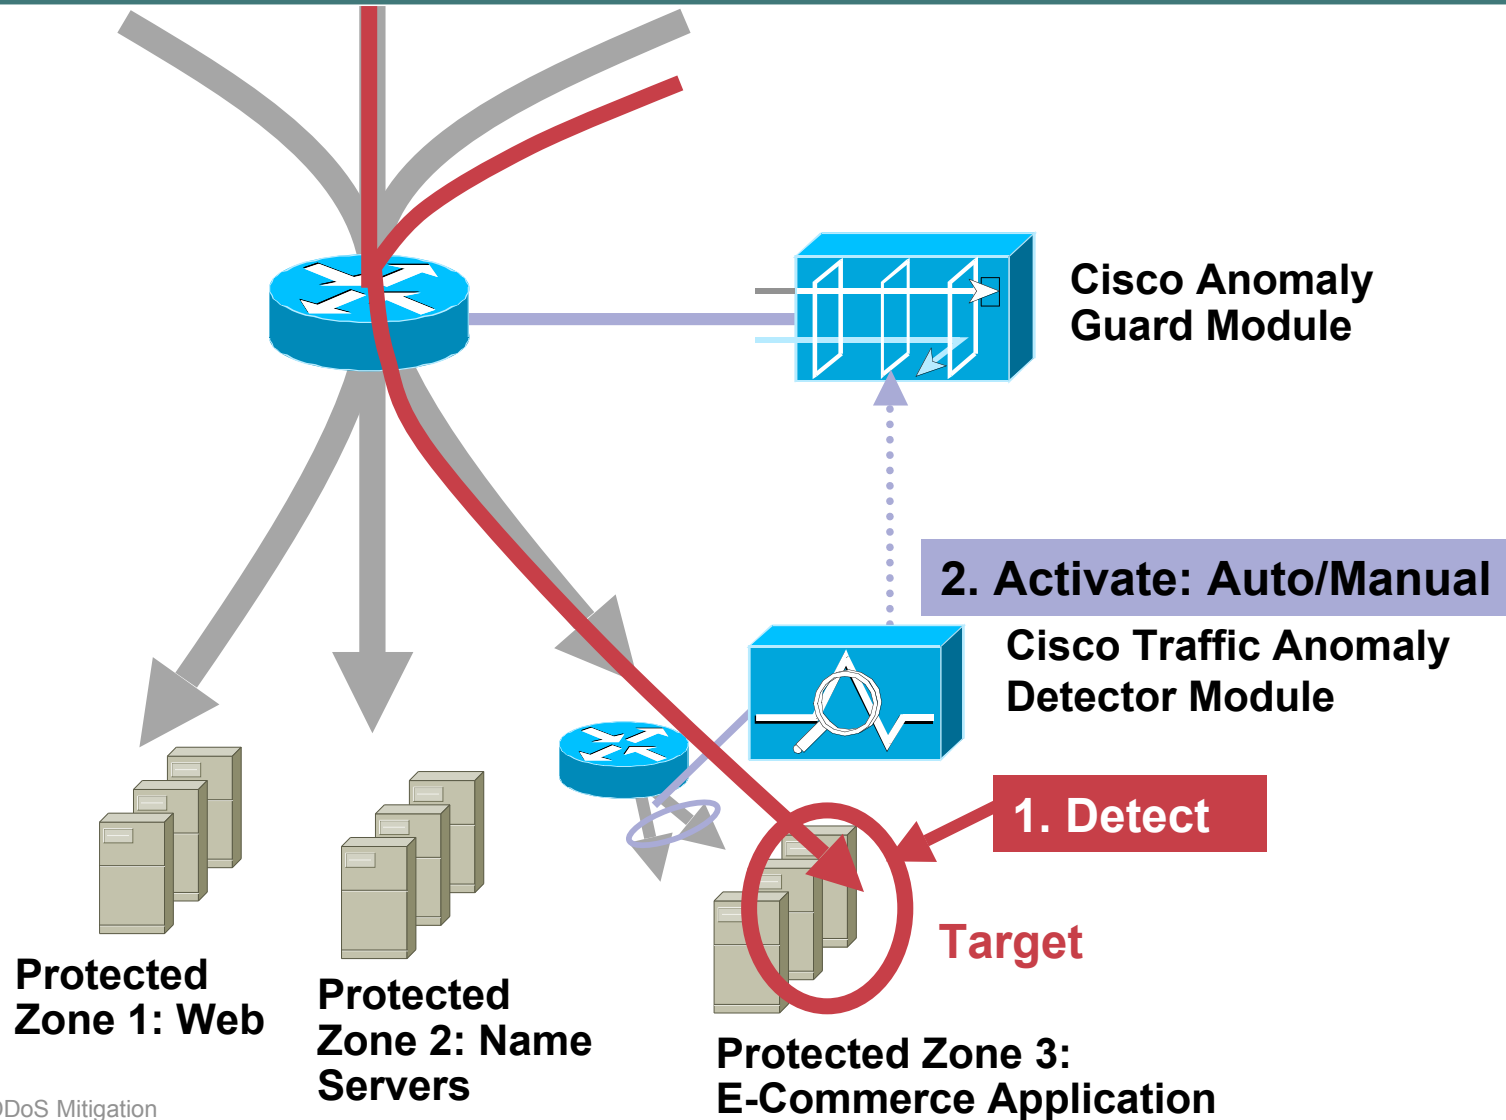 Cisco Anomaly
Guard Module
2. Activate: Auto/Manual
Cisco Traffic Anomaly
Detector Module
1. Detect
Target
Protected
Zone 1: Web
Protected
Zone 2: Name
Servers
Protected Zone 3:
E-Commerce Application
DDoS Mitigation